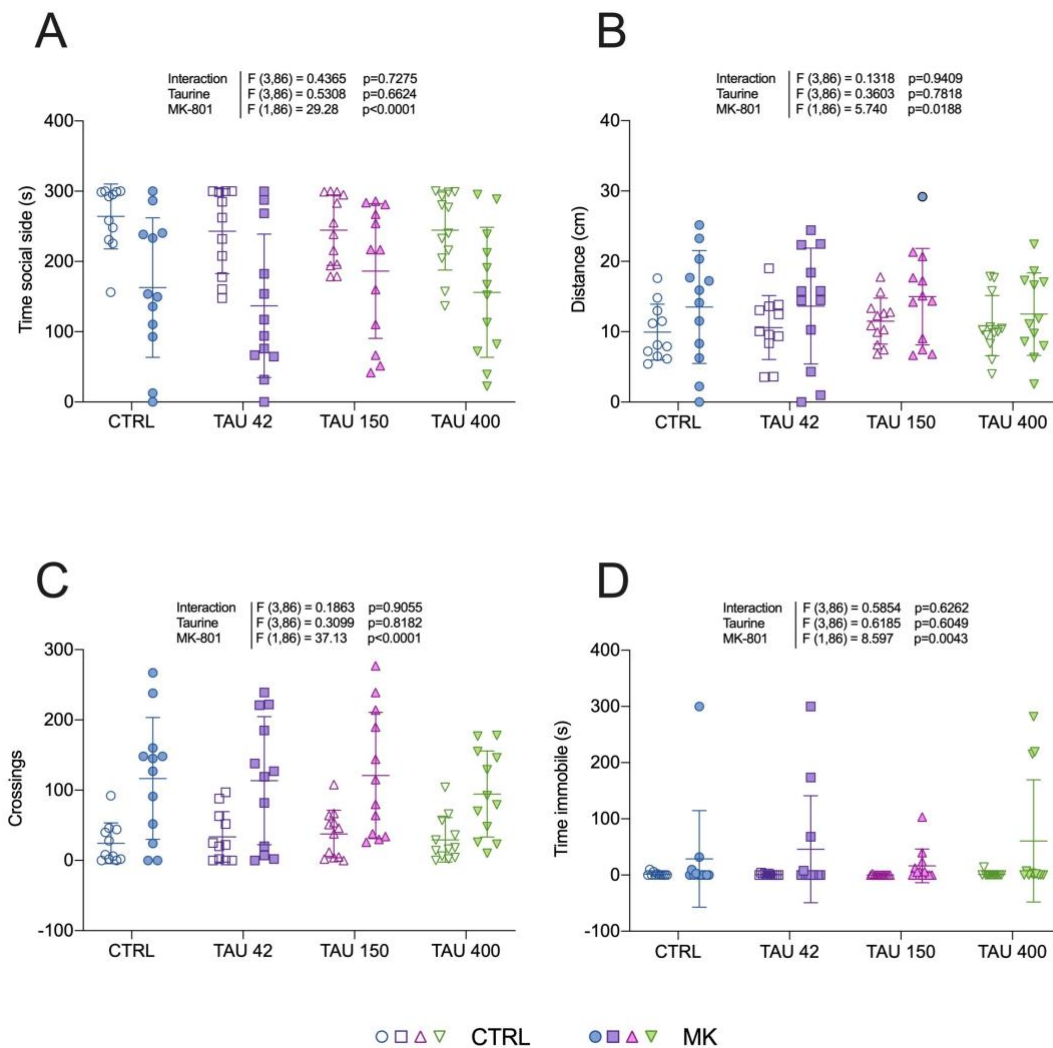 A
Interaction F (3,86) = 0.4365 p=0.7275
Taurine F (3,86) = 0.5308 p=0.6624
MK-801 F (1,86) = 29.28 p<0.0001
Time social side (s)
400
300
200
100
0
CTRL TAU 42 TAU 150 TAU 400
B
Interaction F (3,86) = 0.1318 p=0.9409
Taurine F (3,86) = 0.3603 p=0.7818
MK-801 F (1,86) = 5.740 p=0.0188
Distance (cm)
40
30
20
10
0
CTRL TAU 42 TAU 150 TAU 400
C
Interaction F (3,86) = 0.1863 p=0.9055
Taurine F (3,86) = 0.3099 p=0.8182
MK-801 F (1,86) = 37.13 p<0.0001
Crossings
300
200
100
0
-100
CTRL TAU 42 TAU 150 TAU 400
D
Interaction F (3,86) = 0.5854 p=0.6262
Taurine F (3,86) = 0.6185 p=0.6049
MK-801 F (1,86) = 8.597 p=0.0043
Time immobile (s)
400
300
200
100
0
-100
CTRL TAU 42 TAU 150 TAU 400
CTRL MK